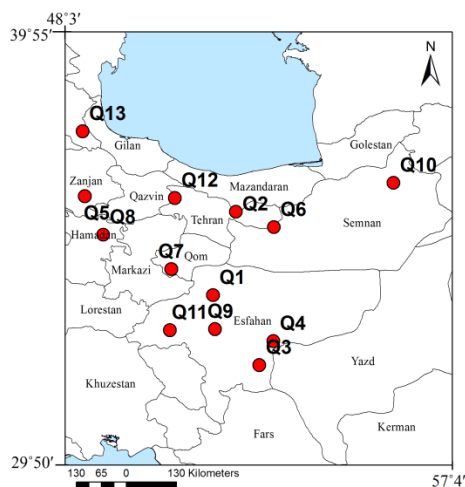 48°3'
39°55'
N
Q13
Gilan
Golestan
Q10
Zanjan
Q12
Mazandaran
Qazvin
Q5
Q8
Q2
Q6
Tehran
Semnan
Hamadan
Q7
Qom
Markazi
Q1
Lorestan
Q11
Q9
Esfahan
Q4
Q3
Yazd
Khuzestan
Fars
Kerman
29°50'
130 65 0 130 Kilometers
57°4'